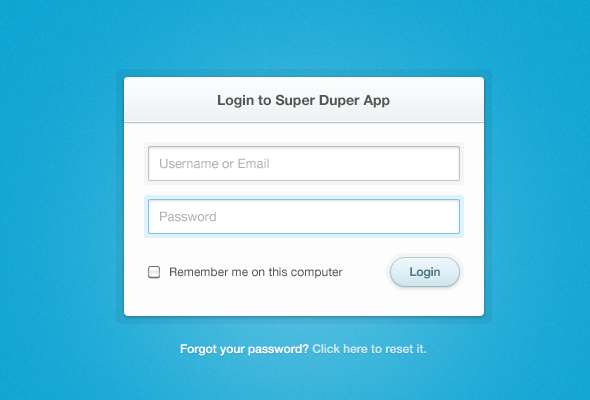 Login to Super Duper App
Username or Email
Password
Remember me on this computer
Login
Forgot your password? Click here to reset it.